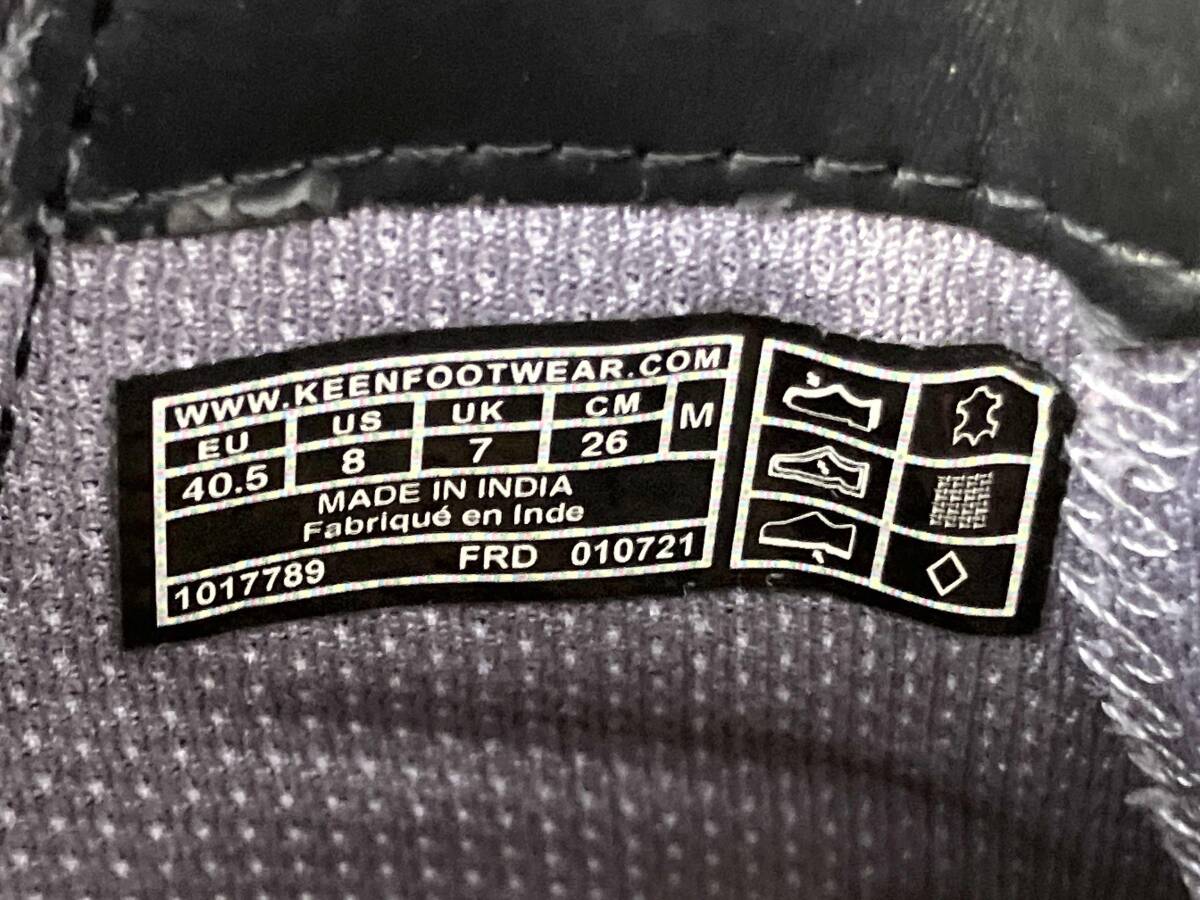 WWW.KEENFOOTWEAR.COM
EU US UK CM M
40.5 8 7 26
MADE IN INDIA
Fabriqué en Inde
1017789 FRD 010721